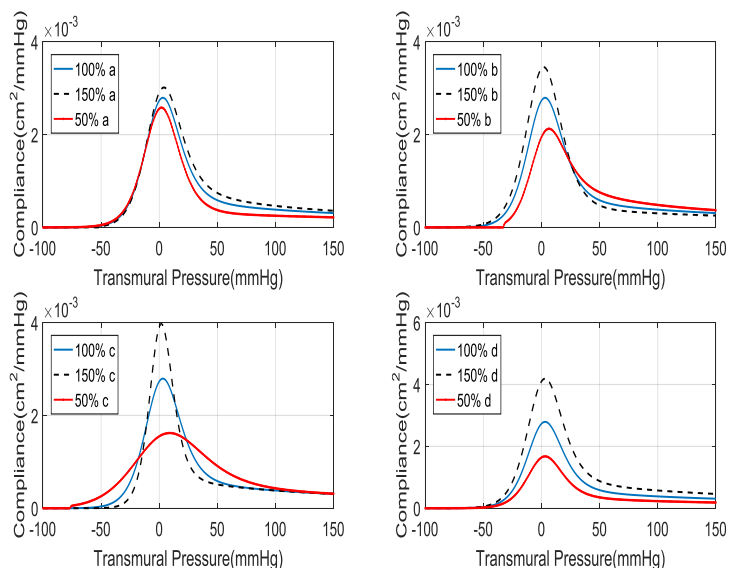 ×10⁻³
4
2
0
Compliance(cm²/mmHg)
100% a
150% a
50% a
-100 -50 0 50 100 150
Transmural Pressure(mmHg)
×10⁻³
4
2
0
Compliance(cm²/mmHg)
100% b
150% b
50% b
-100 -50 0 50 100 150
Transmural Pressure(mmHg)
×10⁻³
4
2
0
Compliance(cm²/mmHg)
100% c
150% c
50% c
-100 -50 0 50 100 150
Transmural Pressure(mmHg)
×10⁻³
6
4
2
0
Compliance(cm²/mmHg)
100% d
150% d
50% d
-100 -50 0 50 100 150
Transmural Pressure(mmHg)